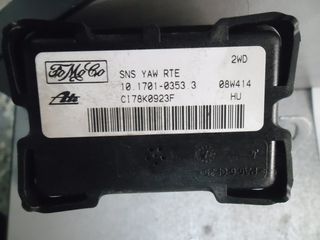 FoMoCo
SNS YAW RTE
2WD
10.1701-0353.3
08W414
Ate
C178K0923F
HU